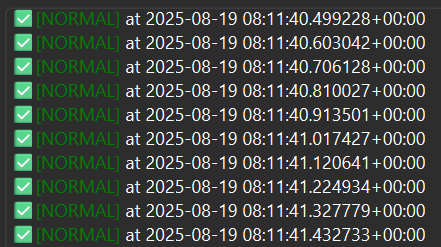 ✅ [NORMAL] at 2025-08-19 08:11:40.499228+00:00
✅ [NORMAL] at 2025-08-19 08:11:40.603042+00:00
✅ [NORMAL] at 2025-08-19 08:11:40.706128+00:00
✅ [NORMAL] at 2025-08-19 08:11:40.810027+00:00
✅ [NORMAL] at 2025-08-19 08:11:40.913501+00:00
✅ [NORMAL] at 2025-08-19 08:11:41.017427+00:00
✅ [NORMAL] at 2025-08-19 08:11:41.120641+00:00
✅ [NORMAL] at 2025-08-19 08:11:41.224934+00:00
✅ [NORMAL] at 2025-08-19 08:11:41.327779+00:00
✅ [NORMAL] at 2025-08-19 08:11:41.432733+00:00